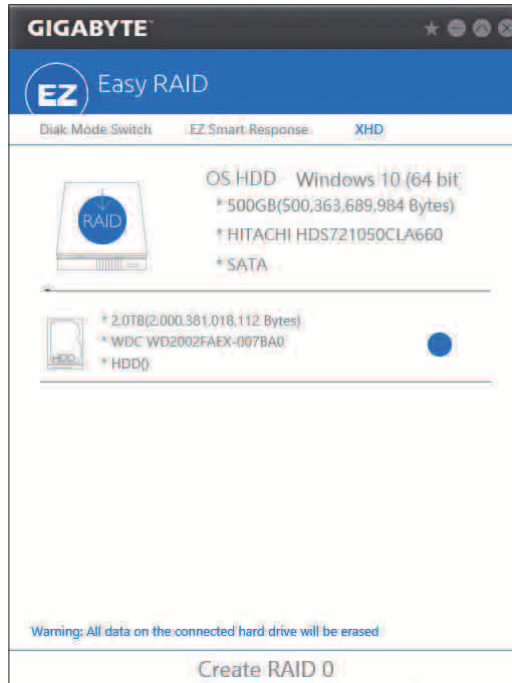 GIGABYTE™
EZ Easy RAID
Diak Mode Switch EZ Smart Response XHD
OS HDD Windows 10 (64 bit
RAID
* 500GB(500,363,689,984 Bytes)
* HITACHI HDS721050CLA660
* SATA
* 2.0TB(2,000,381,018,112 Bytes)
* WDC WD2002FAEX-007BA0
HDD
* HDD()
Warning: All data on the connected hard drive will be erased
Create RAID 0